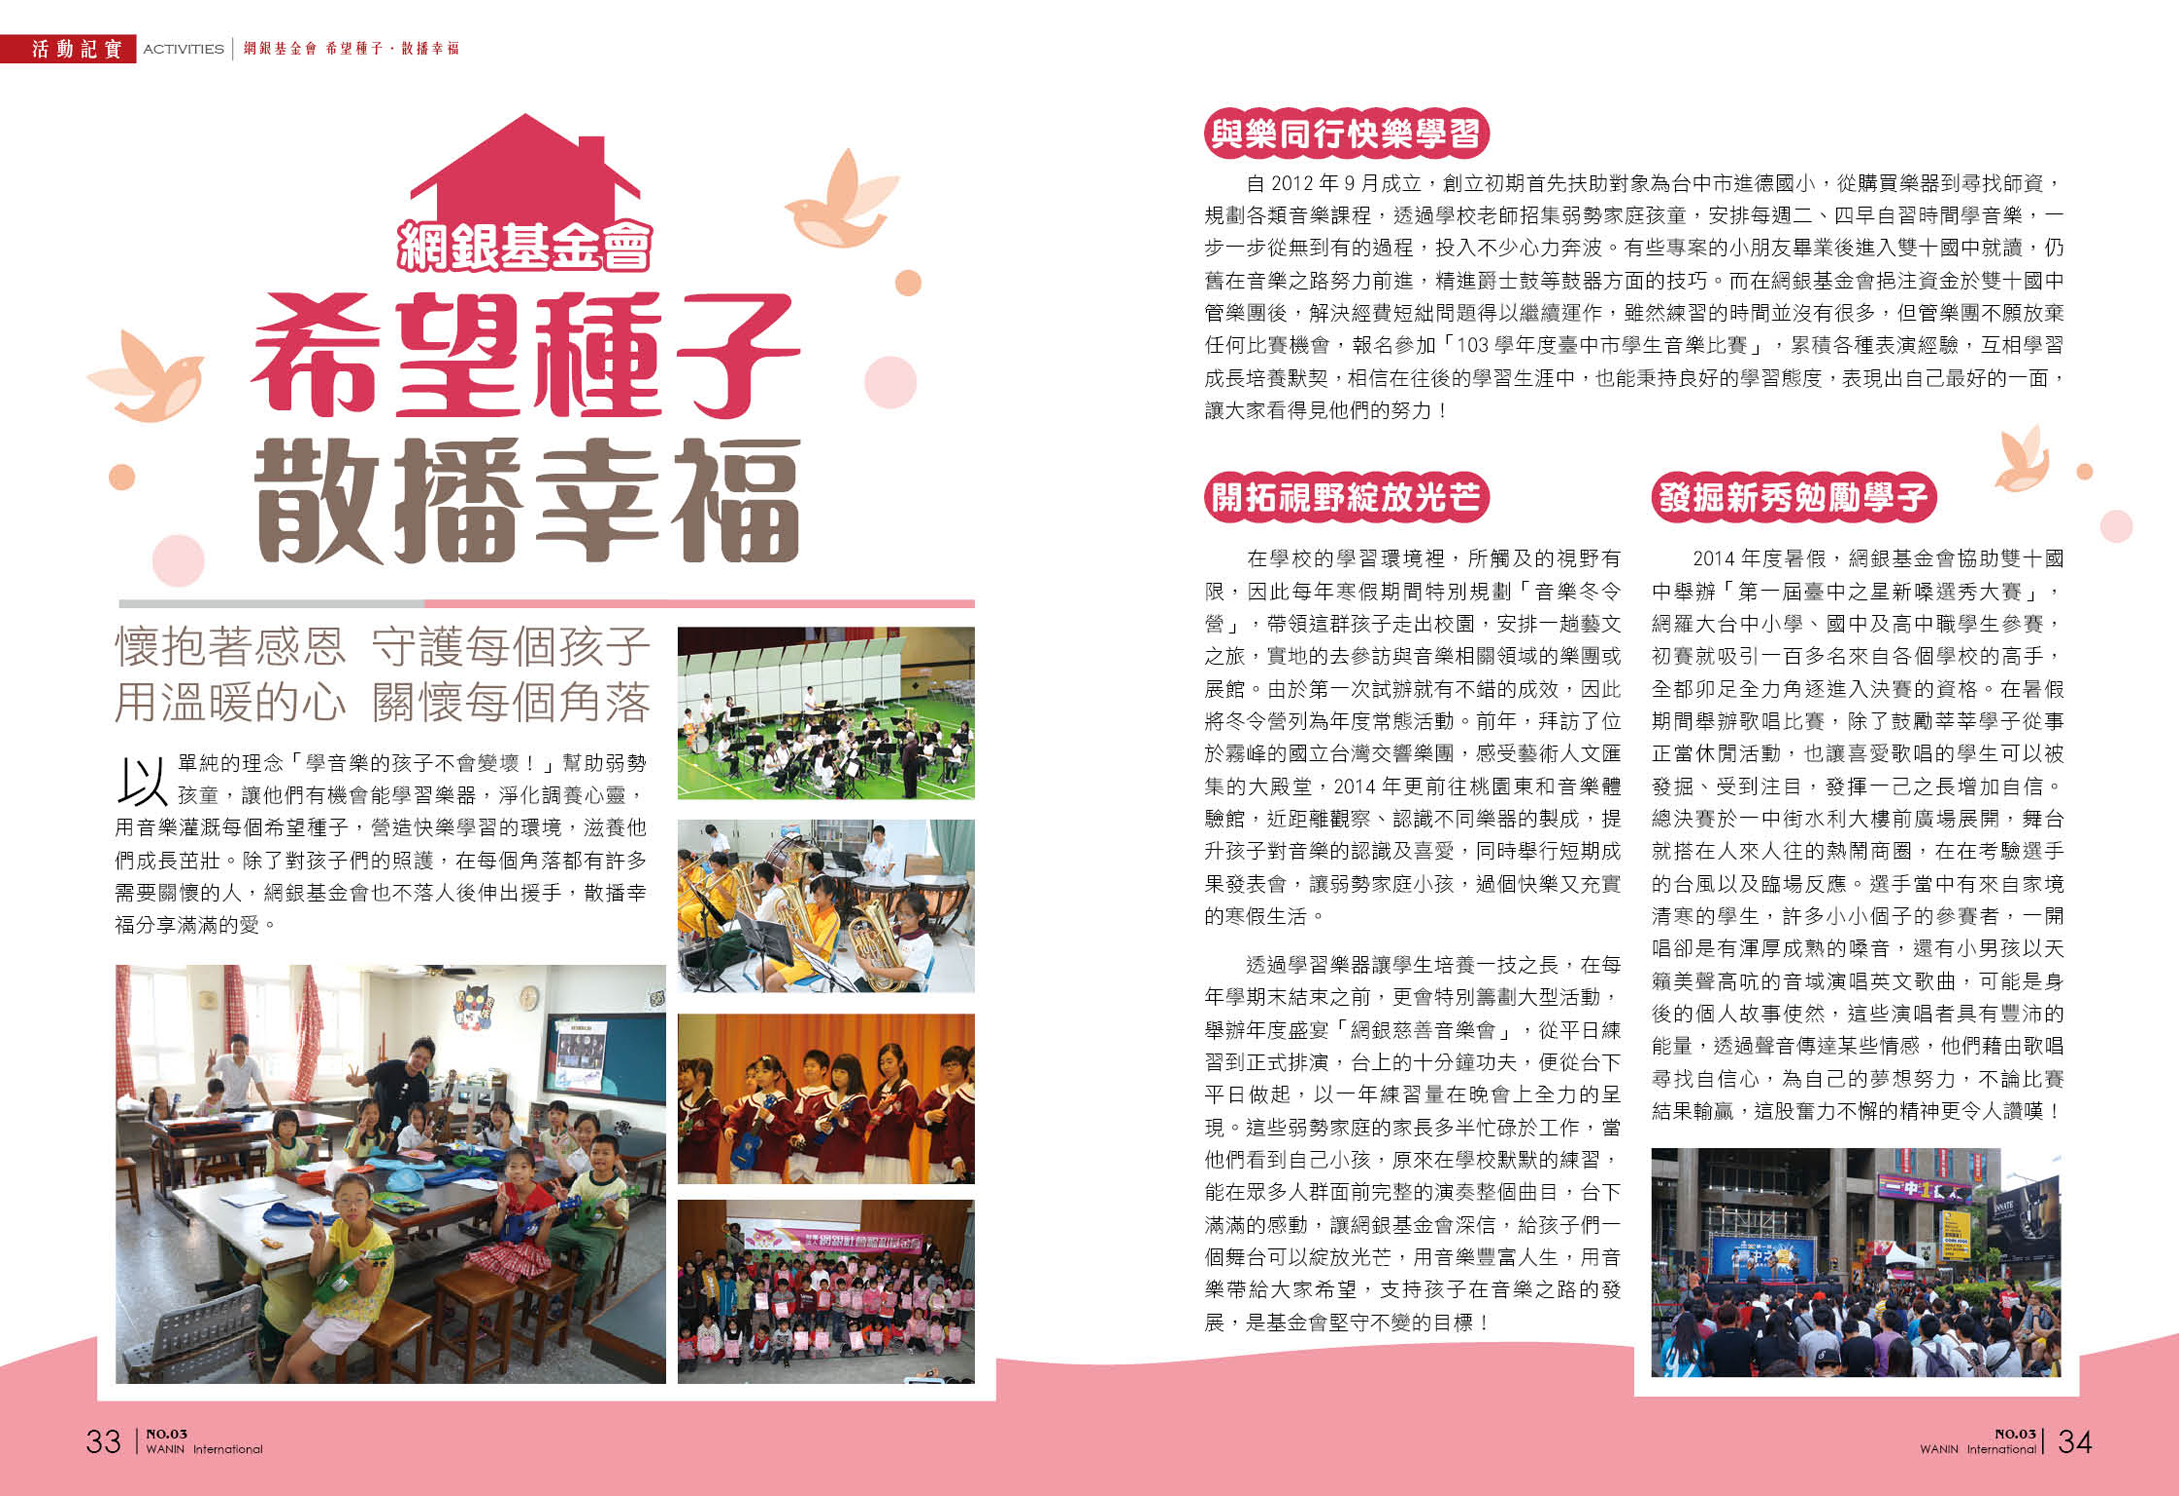 活動記實 ACTIVITIES 網銀基金會 希望種子・散播幸福
網銀基金會
希望種子
散播幸福
懷抱著感恩 守護每個孩子
用溫暖的心 關懷每個角落
以單純的理念「學音樂的孩子不會變壞！」幫助弱勢
孩童，讓他們有機會能學習樂器，淨化調養心靈，
用音樂灌溉每個希望種子，營造快樂學習的環境，滋養他
們成長茁壯。除了對孩子們的照護，在每個角落都有許多
需要關懷的人，網銀基金會也不落人後伸出援手，散播幸
福分享滿滿的愛。
網銀社會福利基金會
33 NO.03
WANIN International
與樂同行快樂學習
自 2012 年 9 月成立，創立初期首先扶助對象為台中市進德國小，從購買樂器到尋找師資，
規劃各類音樂課程，透過學校老師招集弱勢家庭孩童，安排每週二、四早自習時間學音樂，一
步一步從無到有的過程，投入不少心力奔波。有些專案的小朋友畢業後進入雙十國中就讀，仍
舊在音樂之路努力前進，精進爵士鼓等鼓器方面的技巧。而在網銀基金會挹注資金於雙十國中
管樂團後，解決經費短絀問題得以繼續運作，雖然練習的時間並沒有很多，但管樂團不願放棄
任何比賽機會，報名參加「103 學年度臺中市學生音樂比賽」，累積各種表演經驗，互相學習
成長培養默契，相信在往後的學習生涯中，也能秉持良好的學習態度，表現出自己最好的一面，
讓大家看得見他們的努力！
開拓視野綻放光芒
在學校的學習環境裡，所觸及的視野有
限，因此每年寒假期間特別規劃「音樂冬令
營」，帶領這群孩子走出校園，安排一趟藝文
之旅，實地的去參訪與音樂相關領域的樂團或
展館。由於第一次試辦就有不錯的成效，因此
將冬令營列為年度常態活動。前年，拜訪了位
於霧峰的國立台灣交響樂團，感受藝術人文匯
集的大殿堂，2014 年更前往桃園東和音樂體
驗館，近距離觀察、認識不同樂器的製成，提
升孩子對音樂的認識及喜愛，同時舉行短期成
果發表會，讓弱勢家庭小孩，過個快樂又充實
的寒假生活。
透過學習樂器讓學生培養一技之長，在每
年學期末結束之前，更會特別籌劃大型活動，
舉辦年度盛宴「網銀慈善音樂會」，從平日練
習到正式排演，台上的十分鐘功夫，便從台下
平日做起，以一年練習量在晚會上全力的呈
現。這些弱勢家庭的家長多半忙碌於工作，當
他們看到自己小孩，原來在學校默默的練習，
能在眾多人群面前完整的演奏整個曲目，台下
滿滿的感動，讓網銀基金會深信，給孩子們一
個舞台可以綻放光芒，用音樂豐富人生，用音
樂帶給大家希望，支持孩子在音樂之路的發
展，是基金會堅守不變的目標！
發掘新秀勉勵學子
2014 年度暑假，網銀基金會協助雙十國
中舉辦「第一屆臺中之星新嗓選秀大賽」，
網羅大台中小學、國中及高中職學生參賽，
初賽就吸引一百多名來自各個學校的高手，
全都卯足全力角逐進入決賽的資格。在暑假
期間舉辦歌唱比賽，除了鼓勵莘莘學子從事
正當休閒活動，也讓喜愛歌唱的學生可以被
發掘、受到注目，發揮一己之長增加自信。
總決賽於一中街水利大樓前廣場展開，舞台
就搭在人來人往的熱鬧商圈，在在考驗選手
的台風以及臨場反應。選手當中有來自家境
清寒的學生，許多小小個子的參賽者，一開
唱卻是有渾厚成熟的嗓音，還有小男孩以天
籟美聲高吭的音域演唱英文歌曲，可能是身
後的個人故事使然，這些演唱者具有豐沛的
能量，透過聲音傳達某些情感，他們藉由歌唱
尋找自信心，為自己的夢想努力，不論比賽
結果輸贏，這股奮力不懈的精神更令人讚嘆！
NO.03 34
WANIN International